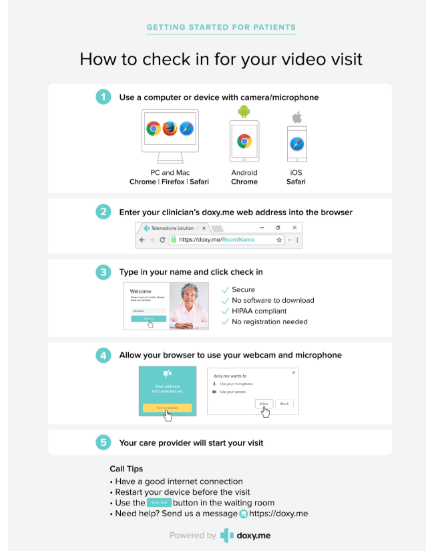 GETTING STARTED FOR PATIENTS
How to check in for your video visit
1 Use a computer or device with camera/microphone
PC and Mac
Chrome | Firefox | Safari
Android
Chrome
iOS
Safari
2 Enter your clinician's doxy.me web address into the browser
Telemedicine Solution
https://doxy.me/RoomName
3 Type in your name and click check in
Welcome
Secure
No software to download
HIPAA compliant
No registration needed
4 Allow your browser to use your webcam and microphone
Your webcam
doxy.me wants to
Use your microphone
Use your camera
Allow Block
5 Your care provider will start your visit
Call Tips
• Have a good internet connection
• Restart your device before the visit
• Use the button in the waiting room
• Need help? Send us a message https://doxy.me
Powered by doxy.me